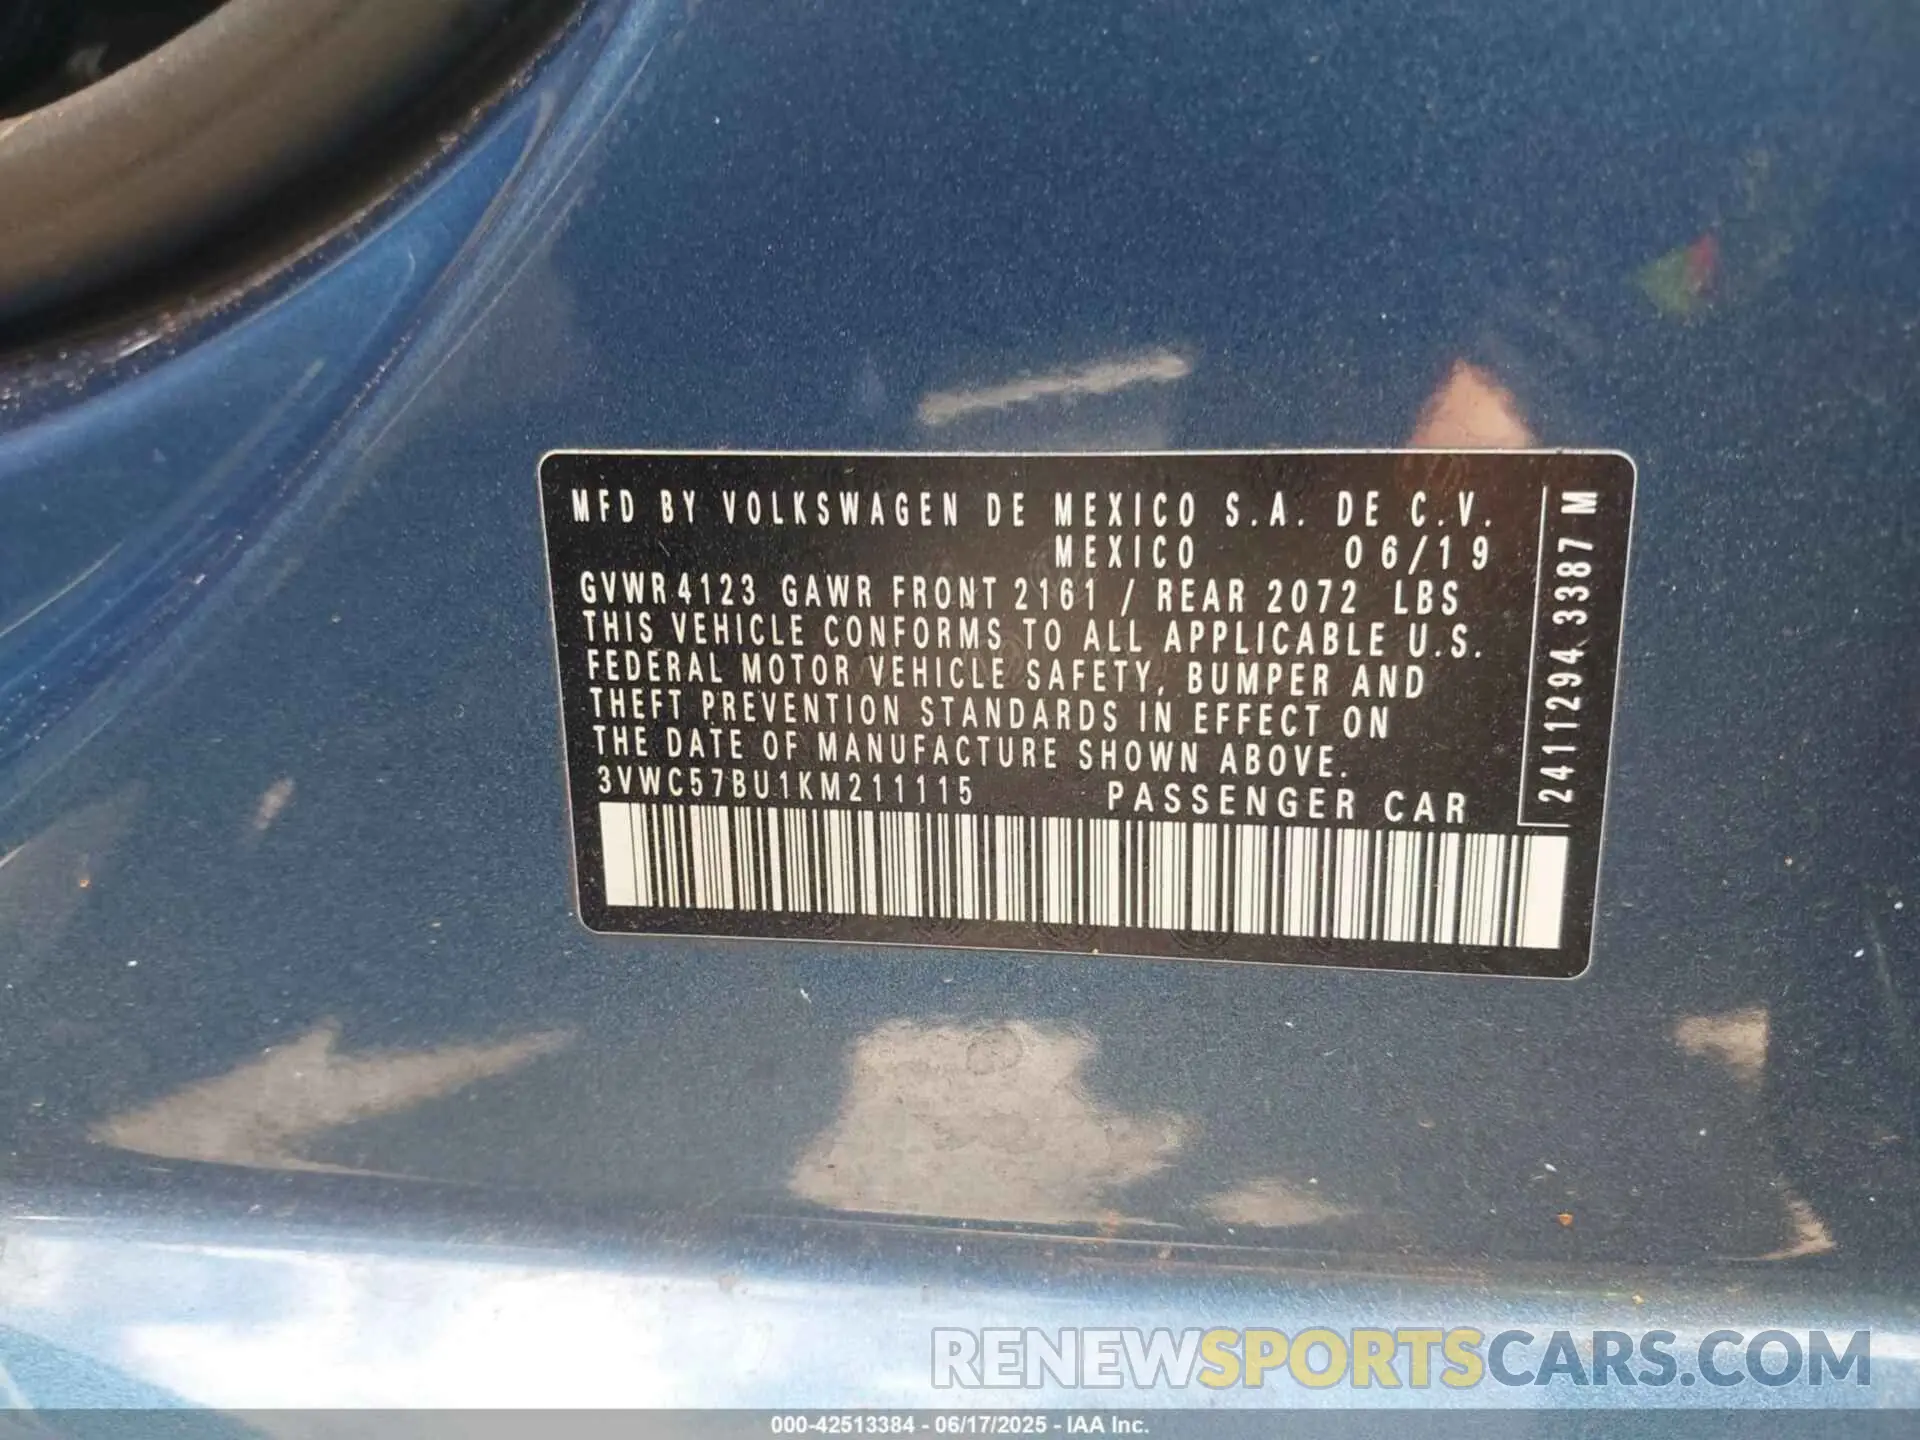 MFD BY VOLKSWAGEN DE MEXICO S.A. DE C.V.
MEXICO 06/19
GVWR 4123 GAWR FRONT 2161 / REAR 2072 LBS
THIS VEHICLE CONFORMS TO ALL APPLICABLE U.S.
FEDERAL MOTOR VEHICLE SAFETY, BUMPER AND
THEFT PREVENTION STANDARDS IN EFFECT ON
THE DATE OF MANUFACTURE SHOWN ABOVE.
3VWC57BU1KM211115 PASSENGER CAR
2411294.3387 M
RENEWSPORTSCARS.COM
000-42513384 - 06/17/2025 - IAA Inc.